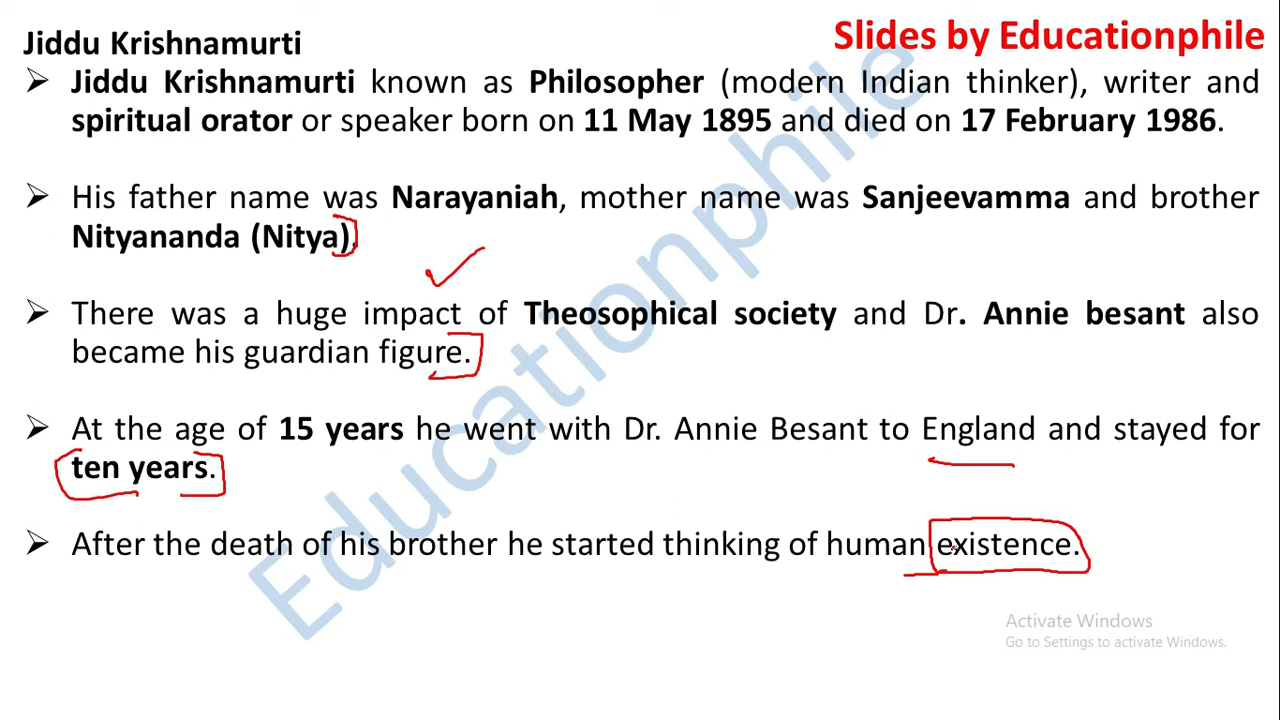 Jiddu Krishnamurti
Slides by Educationphile
➢ Jiddu Krishnamurti known as Philosopher (modern Indian thinker), writer and
spiritual orator or speaker born on 11 May 1895 and died on 17 February 1986.
➢ His father name was Narayaniah, mother name was Sanjeevamma and brother
Nityananda (Nitya).
➢ There was a huge impact of Theosophical society and Dr. Annie besant also
became his guardian figure.
➢ At the age of 15 years he went with Dr. Annie Besant to England and stayed for
ten years.
➢ After the death of his brother he started thinking of human existence.
Educationphile
Activate Windows
Go to Settings to activate Windows.